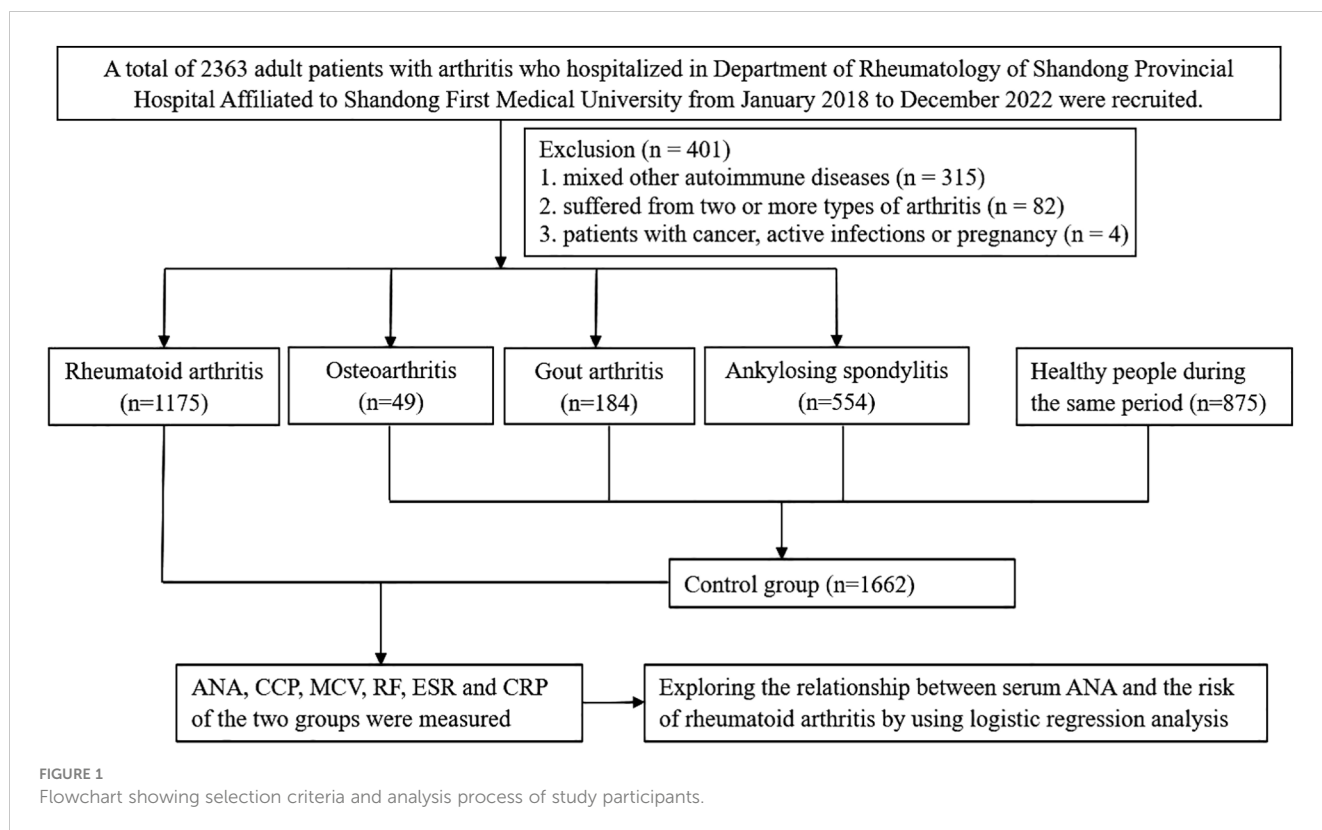 A total of 2363 adult patients with arthritis who hospitalized in Department of Rheumatology of Shandong Provincial
Hospital Affiliated to Shandong First Medical University from January 2018 to December 2022 were recruited.
Exclusion (n = 401)
1. mixed other autoimmune diseases (n = 315)
2. suffered from two or more types of arthritis (n = 82)
3. patients with cancer, active infections or pregnancy (n = 4)
Rheumatoid arthritis
(n=1175)
Osteoarthritis
(n=49)
Gout arthritis
(n=184)
Ankylosing spondylitis
(n=554)
Healthy people during
the same period (n=875)
Control group (n=1662)
ANA, CCP, MCV, RF, ESR and CRP
of the two groups were measured
Exploring the relationship between serum ANA and the risk
of rheumatoid arthritis by using logistic regression analysis
FIGURE 1
Flowchart showing selection criteria and analysis process of study participants.